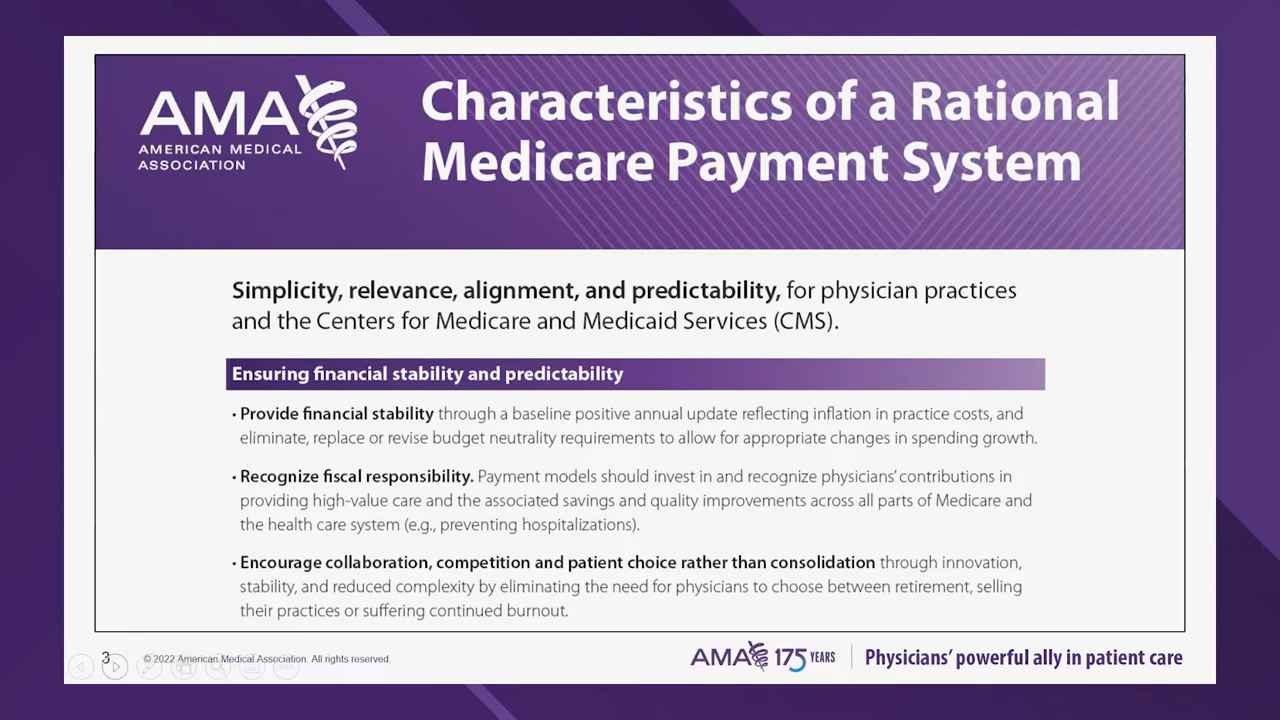 AMA
AMERICAN MEDICAL
ASSOCIATION
Characteristics of a Rational
Medicare Payment System
Simplicity, relevance, alignment, and predictability, for physician practices
and the Centers for Medicare and Medicaid Services (CMS).
Ensuring financial stability and predictability
• Provide financial stability through a baseline positive annual update reflecting inflation in practice costs, and
eliminate, replace or revise budget neutrality requirements to allow for appropriate changes in spending growth.
• Recognize fiscal responsibility. Payment models should invest in and recognize physicians’ contributions in
providing high-value care and the associated savings and quality improvements across all parts of Medicare and
the health care system (e.g., preventing hospitalizations).
• Encourage collaboration, competition and patient choice rather than consolidation through innovation,
stability, and reduced complexity by eliminating the need for physicians to choose between retirement, selling
their practices or suffering continued burnout.
3
© 2022 American Medical Association. All rights reserved.
AMA 175 YEARS
Physicians’ powerful ally in patient care